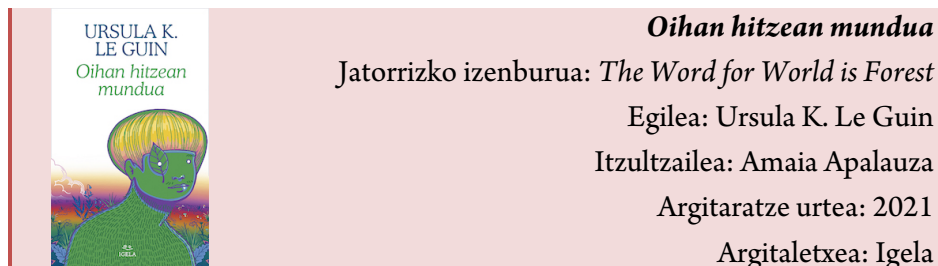 URSULA K.
LE GUIN
Oihan hitzean
mundua
IGELA
Oihan hitzean mundua
Jatorrizko izenburua: The Word for World is Forest
Egilea: Ursula K. Le Guin
Itzultzailea: Amaia Apalauza
Argitaratze urtea: 2021
Argitaletxea: Igela